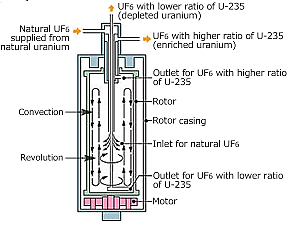 UF6 with lower ratio of U-235
(depleted uranium)
Natural UF6
supplied from
natural uranium
UF6 with higher ratio of U-235
(enriched uranium)
Outlet for UF6 with higher ratio
of U-235
Convection
Rotor
Rotor casing
Inlet for natural UF6
Revolution
Outlet for UF6 with lower ratio
of U-235
Motor